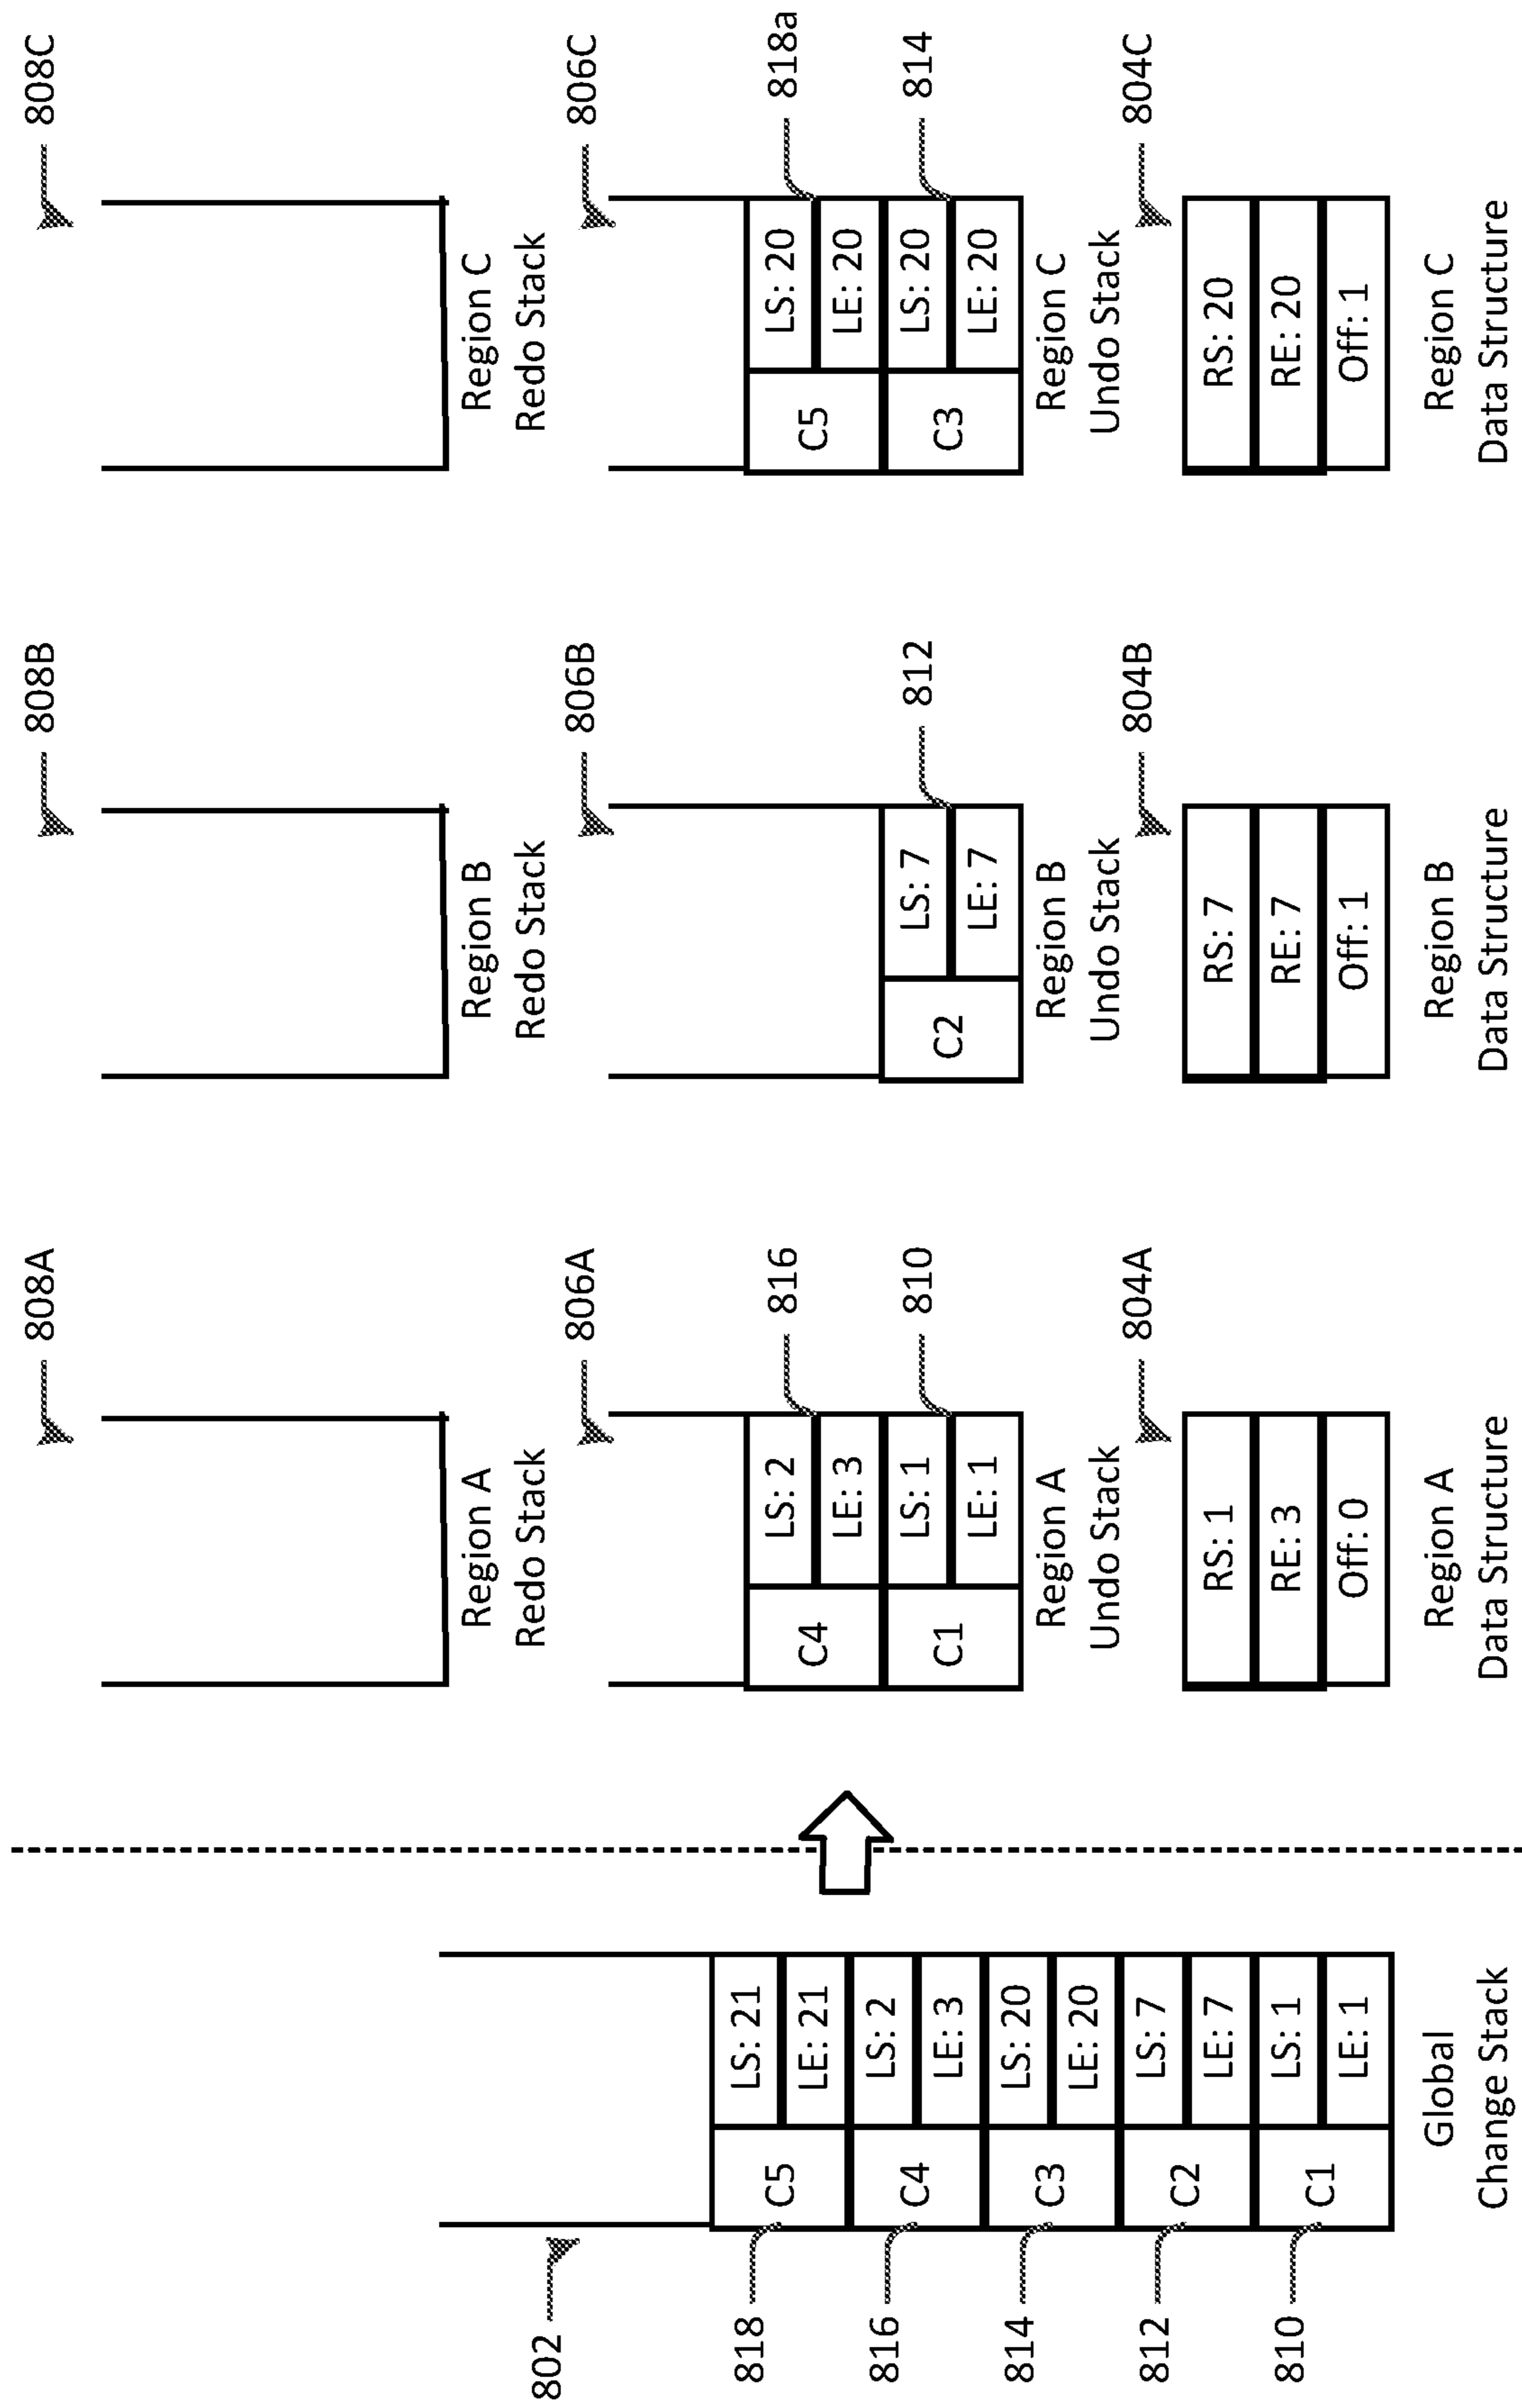 808A
808B
808C
Region A
Redo Stack
Region B
Redo Stack
Region C
Redo Stack
802
806A
806B
806C
818
C5
LS: 21
LE: 21
816
C4
LS: 2
LE: 3
814
C3
LS: 20
LE: 20
812
C2
LS: 7
LE: 7
810
C1
LS: 1
LE: 1
Global
Change Stack
C4
LS: 2
LE: 3
816
C1
LS: 1
LE: 1
810
Region A
Undo Stack
C2
LS: 7
LE: 7
812
Region B
Undo Stack
C5
LS: 20
LE: 20
818a
C3
LS: 20
LE: 20
814
Region C
Undo Stack
804A
RS: 1
RE: 3
Off: 0
Region A
Data Structure
804B
RS: 7
RE: 7
Off: 1
Region B
Data Structure
804C
RS: 20
RE: 20
Off: 1
Region C
Data Structure